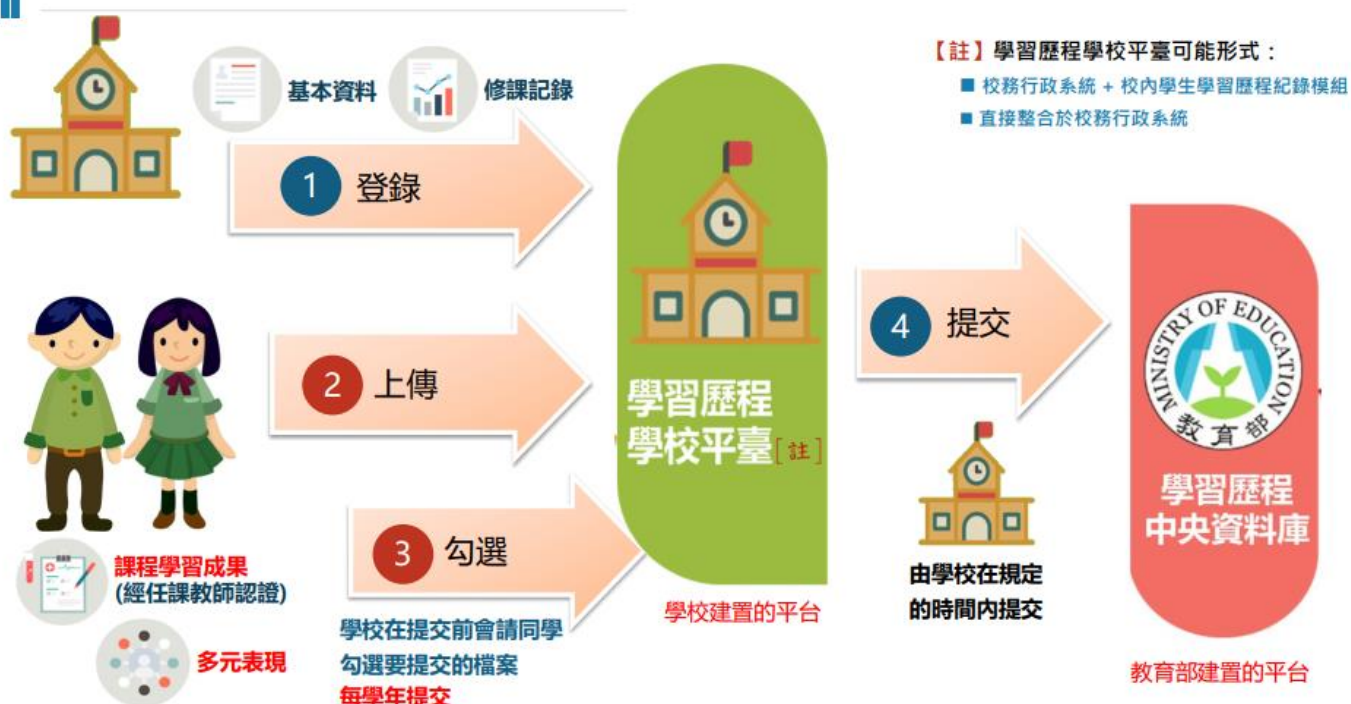 【註】學習歷程學校平臺可能形式：
■ 校務行政系統 + 校內學生學習歷程紀錄模組
■ 直接整合於校務行政系統
基本資料
修課記錄
1 登錄
2 上傳
課程學習成果
(經任課教師認證)
多元表現
3 勾選
學校在提交前會請同學
勾選要提交的檔案
每學年提交
學習歷程
學校平臺[註]
學校建置的平台
4 提交
由學校在規定
的時間內提交
MINISTRY OF EDUCATION
教育部
學習歷程
中央資料庫
教育部建置的平台